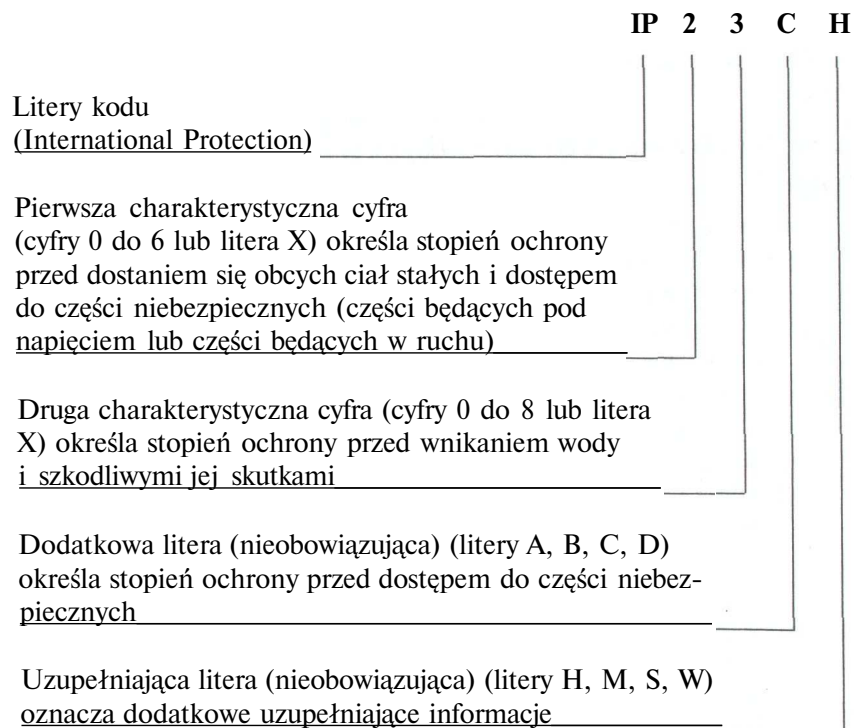 IP 2 3 C H
Litery kodu
(International Protection)
Pierwsza charakterystyczna cyfra
(cyfry 0 do 6 lub litera X) określa stopień ochrony
przed dostaniem się obcych ciał stałych i dostępem
do części niebezpiecznych (części będących pod
napięciem lub części będących w ruchu)
Druga charakterystyczna cyfra (cyfry 0 do 8 lub litera
X) określa stopień ochrony przed wnikaniem wody
i szkodliwymi jej skutkami
Dodatkowa litera (nieobowiązująca) (litery A, B, C, D)
określa stopień ochrony przed dostępem do części niebez-
piecznych
Uzupełniająca litera (nieobowiązująca) (litery H, M, S, W)
oznacza dodatkowe uzupełniające informacje